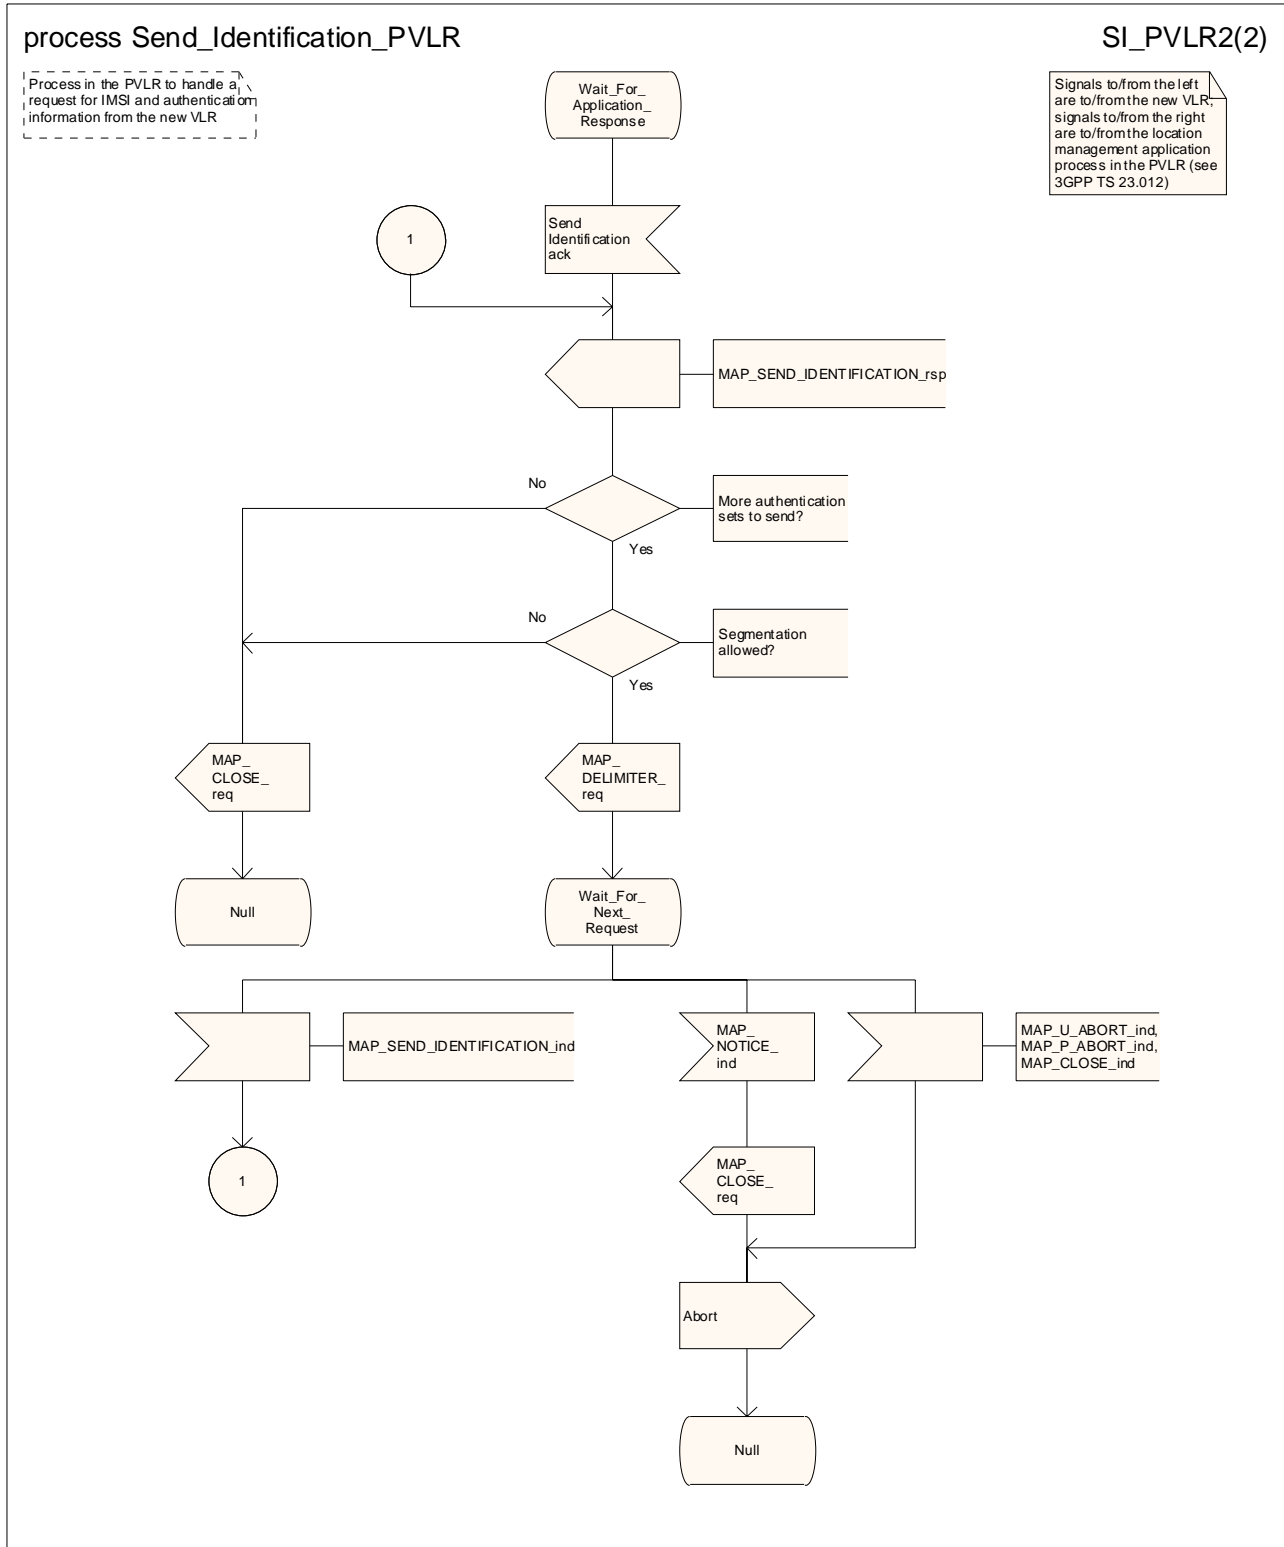 process Send_Identification_PVLR
SI_PVLR2(2)
Process in the PVLR to handle a
request for IMSI and authentication
information from the new VLR
Wait_For_
Application_
Response
Signals to/from the left
are to/from the new VLR;
signals to/from the right
are to/from the location
management application
process in the PVLR (see
3GPP TS 23.012)
1
Send
Identification
ack
MAP_SEND_IDENTIFICATION_rsp
No
More authentication
sets to send?
Yes
No
Segmentation
allowed?
Yes
MAP_
CLOSE_
req
MAP_
DELIMITER_
req
Null
Wait_For_
Next_
Request
MAP_SEND_IDENTIFICATION_ind
MAP_
NOTICE_
ind
MAP_U_ABORT_ind,
MAP_P_ABORT_ind,
MAP_CLOSE_ind
1
MAP_
CLOSE_
req
Abort
Null